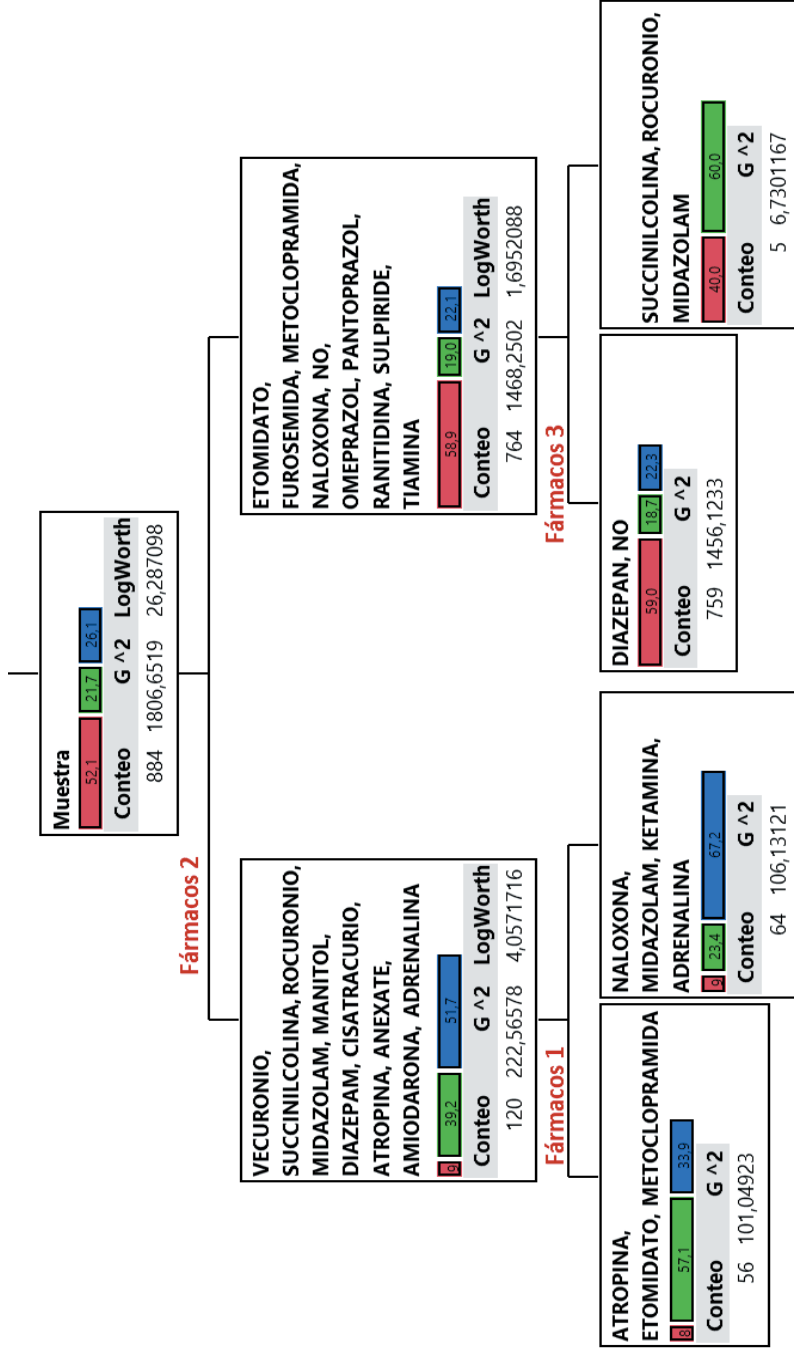 Muestra
52,1 21,7 26,1
Conteo G ^2 LogWorth
884 1806,6519 26,287098
Fármacos 2
VECURONIO,
SUCCINILCOLINA, ROCURONIO,
MIDAZOLAM, MANITOL,
DIAZEPAM, CISATRACURIO,
ATROPINA, ANEXATE,
AMIODARONA, ADRENALINA
9 39,2 51,7
Conteo G ^2 LogWorth
120 222,56578 4,0571716
ETOMIDATO,
FUROSEMIDA, METOCLOPRAMIDA,
NALOXONA, NO,
OMEPRAZOL, PANTOPRAZOL,
RANITIDINA, SULPIRIDE,
TIAMINA
58,9 19,0 22,1
Conteo G ^2 LogWorth
764 1468,2502 1,6952088
Fármacos 1
ATROPINA,
ETOMIDATO, METOCLOPRAMIDA
8 57,1 33,9
Conteo G ^2
56 101,04923
NALOXONA,
MIDAZOLAM, KETAMINA,
ADRENALINA
9 23,4 67,2
Conteo G ^2
64 106,13121
Fármacos 3
DIAZEPAN, NO
59,0 18,7 22,3
Conteo G ^2
759 1456,1233
SUCCINILCOLINA, ROCURONIO,
MIDAZOLAM
40,0 60,0
Conteo G ^2
5 6,7301167